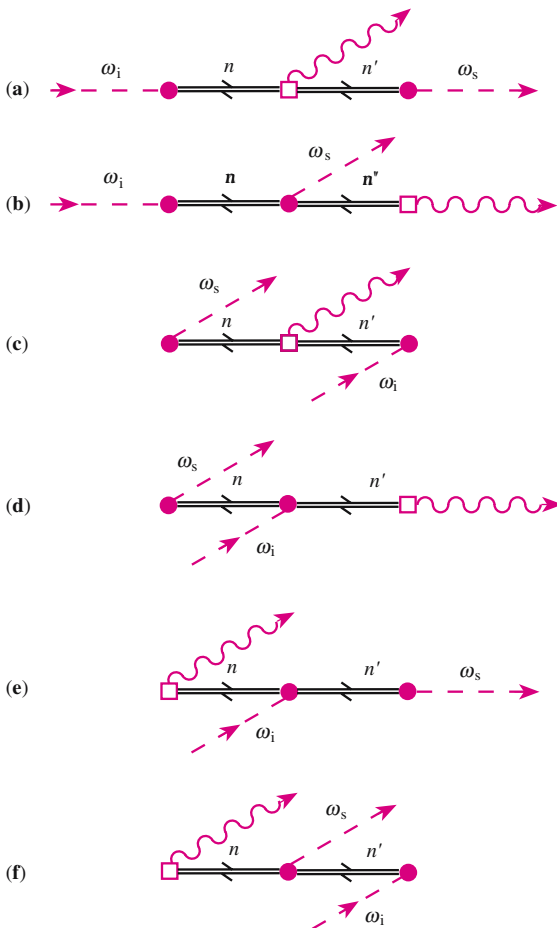 (a) ωi n n′ ωs
(b) ωi n ωs n″
(c) ωs n n′ ωi
(d) ωs n ωi n′
(e) n ωi n′ ωs
(f) n ωs n′ ωi